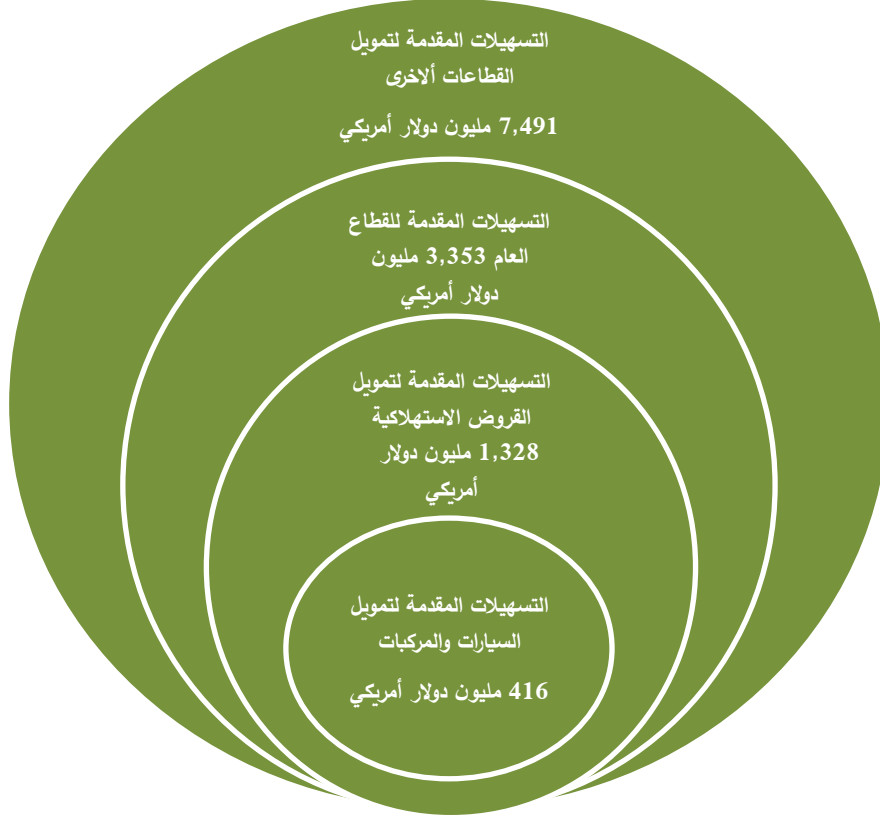 التسهيلات المقدمة لتمويل
القطاعات ألاخرى
7,491 مليون دولار أمريكي
التسهيلات المقدمة للقطاع
العام 3,353 مليون
دولار أمريكي
التسهيلات المقدمة لتمويل
القروض الاستهلاكية
1,328 مليون دولار
أمريكي
التسهيلات المقدمة لتمويل
السيارات والمركبات
416 مليون دولار أمريكي